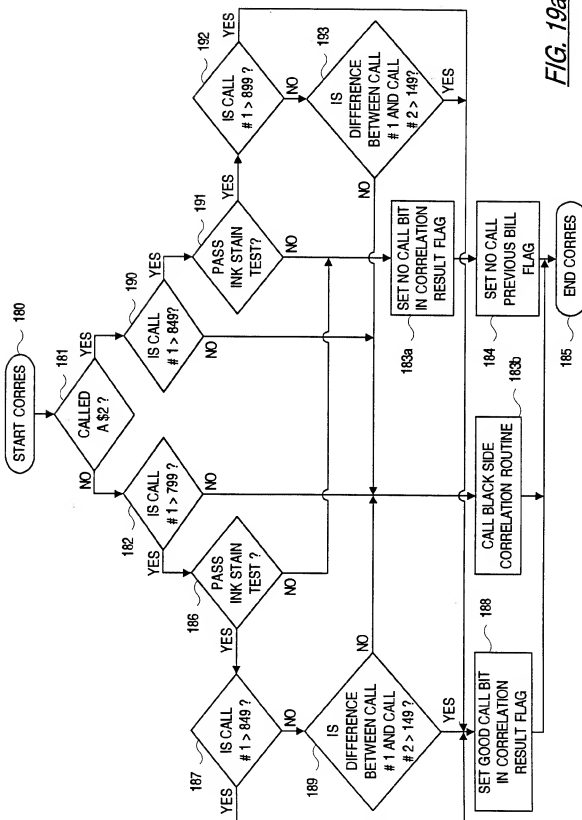 START CORRES
180
181
CALLED
A $2 ?
NO
YES
182
IS CALL
# 1 > 799 ?
YES
NO
190
IS CALL
# 1 > 849?
YES
NO
186
PASS
INK STAIN
TEST ?
YES
NO
191
PASS
INK STAIN
TEST?
YES
NO
187
IS CALL
# 1 > 849 ?
YES
NO
192
IS CALL
# 1 > 899 ?
YES
NO
189
IS
DIFFERENCE
BETWEEN CALL
# 1 AND CALL
# 2 > 149 ?
NO
YES
193
IS
DIFFERENCE
BETWEEN CALL
# 1 AND CALL
# 2 > 149?
NO
YES
SET NO CALL BIT
IN CORRELATION
RESULT FLAG
183a
188
SET GOOD CALL BIT
IN CORRELATION
RESULT FLAG
CALL BLACK SIDE
CORRELATION ROUTINE
183b
SET NO CALL
PREVIOUS BILL
FLAG
184
END CORRES
185
FIG. 19a